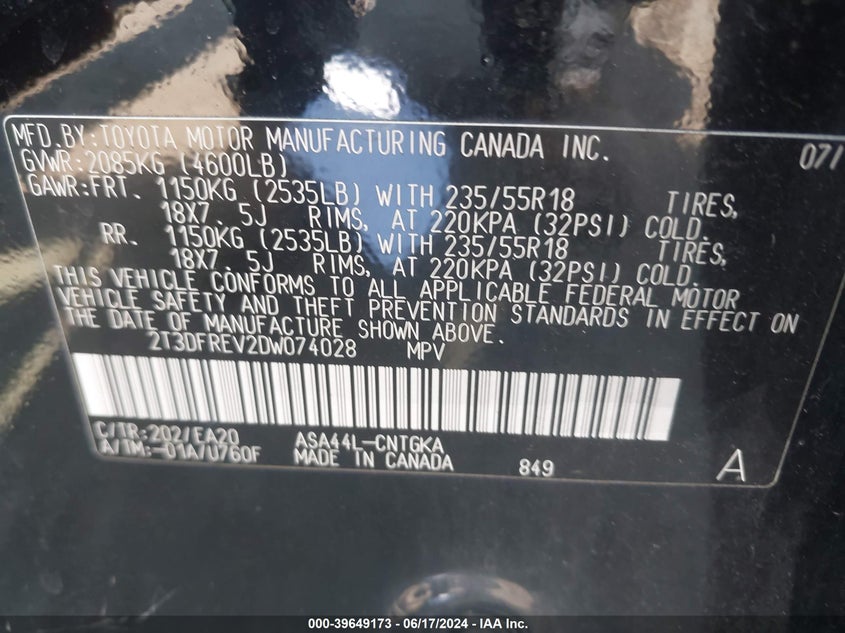 MFD.BY:TOYOTA MOTOR MANUFACTURING CANADA INC. 07/
GVWR:2085KG (4600LB)
GAWR:FRT. 1150KG (2535LB) WITH 235/55R18 TIRES,
18X7.5J RIMS, AT 220KPA (32PSI) COLD.
RR. 1150KG (2535LB) WITH 235/55R18 TIRES,
18X7.5J RIMS, AT 220KPA (32PSI) COLD.
THIS VEHICLE CONFORMS TO ALL APPLICABLE FEDERAL MOTOR
VEHICLE SAFETY AND THEFT PREVENTION STANDARDS IN EFFECT ON
THE DATE OF MANUFACTURE SHOWN ABOVE.
2T3DFREV2DW074028 MPV
C/TR:202/EA20 ASA44L-CNTGKA
A/TM:-01A/U760F MADE IN CANADA 849 A
000-39649173 - 06/17/2024 - IAA Inc.